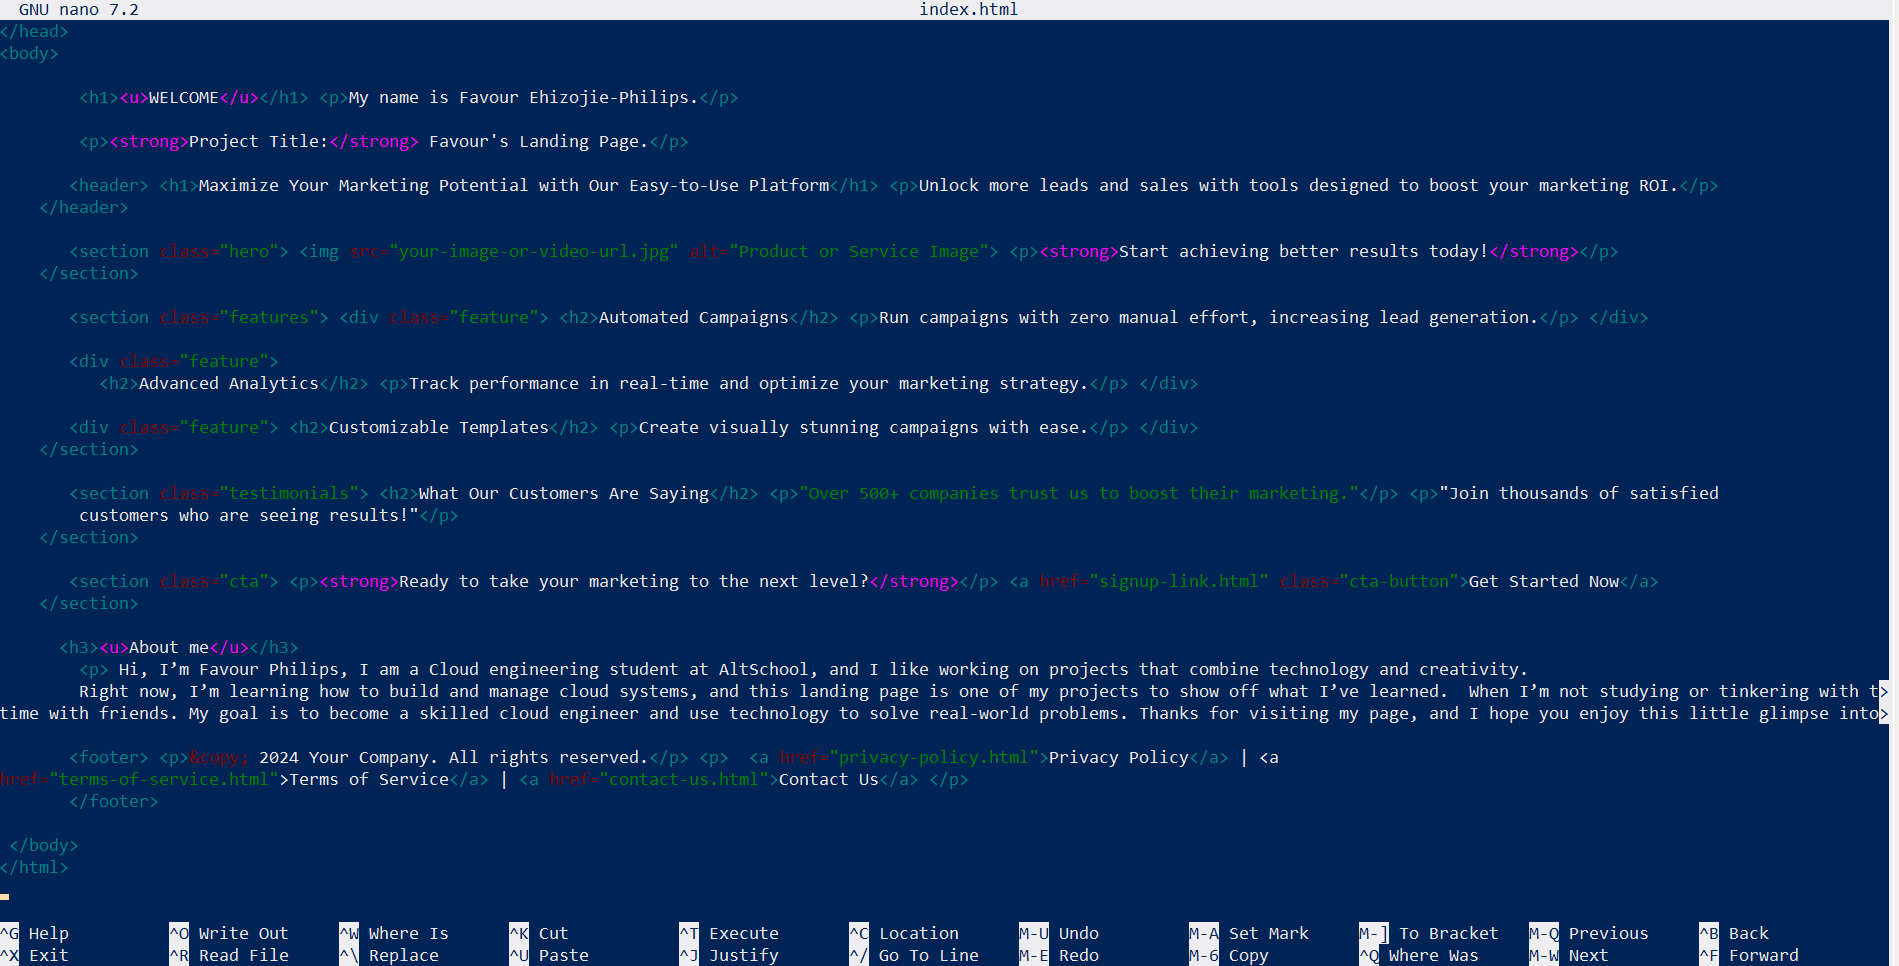 GNU nano 7.2 index.html
</head>
<body>
<h1><u>WELCOME</u></h1> <p>My name is Favour Ehizojie-Philips.</p>
<p><strong>Project Title:</strong> Favour's Landing Page.</p>
<header> <h1>Maximize Your Marketing Potential with Our Easy-to-Use Platform</h1> <p>Unlock more leads and sales with tools designed to boost your marketing ROI.</p>
</header>
<section class="hero"> <img src="your-image-or-video-url.jpg" alt="Product or Service Image"> <p><strong>Start achieving better results today!</strong></p>
</section>
<section class="features"> <div class="feature"> <h2>Automated Campaigns</h2> <p>Run campaigns with zero manual effort, increasing lead generation.</p> </div>
<div class="feature">
<h2>Advanced Analytics</h2> <p>Track performance in real-time and optimize your marketing strategy.</p> </div>
<div class="feature"> <h2>Customizable Templates</h2> <p>Create visually stunning campaigns with ease.</p> </div>
</section>
<section class="testimonials"> <h2>What Our Customers Are Saying</h2> <p>"Over 500+ companies trust us to boost their marketing."</p> <p>"Join thousands of satisfied
customers who are seeing results!"</p>
</section>
<section class="cta"> <p><strong>Ready to take your marketing to the next level?</strong></p> <a href="signup-link.html" class="cta-button">Get Started Now</a>
</section>
<h3><u>About me</u></h3>
<p> Hi, I’m Favour Philips, I am a Cloud engineering student at AltSchool, and I like working on projects that combine technology and creativity.
Right now, I’m learning how to build and manage cloud systems, and this landing page is one of my projects to show off what I’ve learned.  When I’m not studying or tinkering with t>
time with friends. My goal is to become a skilled cloud engineer and use technology to solve real-world problems. Thanks for visiting my page, and I hope you enjoy this little glimpse into>
<footer> <p>&copy; 2024 Your Company. All rights reserved.</p> <p>  <a href="privacy-policy.html">Privacy Policy</a> | <a
href="terms-of-service.html">Terms of Service</a> | <a href="contact-us.html">Contact Us</a> </p>
</footer>
</body>
</html>
^G Help ^O Write Out ^W Where Is ^K Cut ^T Execute ^C Location M-U Undo M-A Set Mark M-] To Bracket M-Q Previous ^B Back
^X Exit ^R Read File ^\ Replace ^U Paste ^J Justify ^/ Go To Line M-E Redo M-6 Copy ^Q Where Was M-W Next ^F Forward